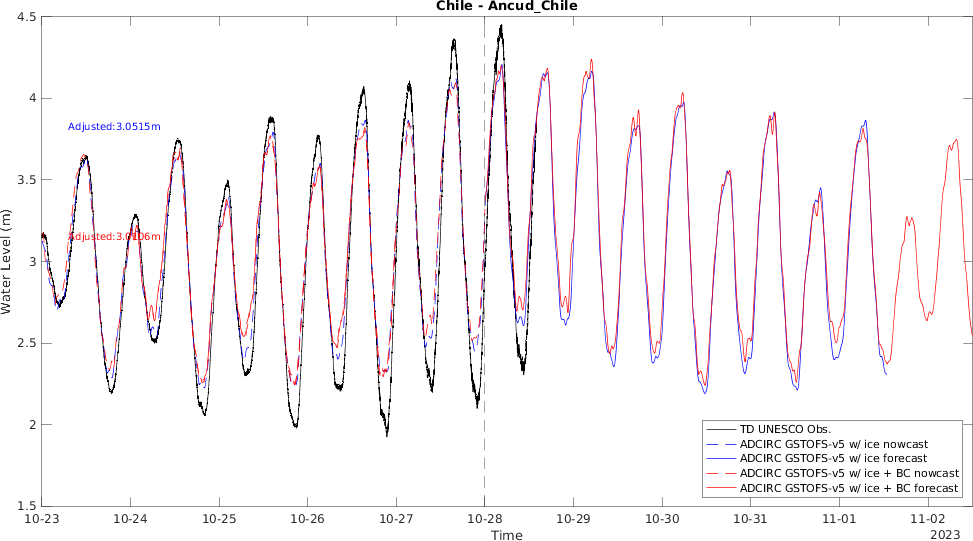 Chile - Ancud_Chile
Water Level (m)
4.5
4
3.5
3
2.5
2
1.5
Adjusted:3.0515m
Adjusted:
TD UNESCO Obs.
ADCIRC GSTOFS-v5 w/ ice nowcast
ADCIRC GSTOFS-v5 w/ ice forecast
ADCIRC GSTOFS-v5 w/ ice + BC nowcast
ADCIRC GSTOFS-v5 w/ ice + BC forecast
10-23 10-24 10-25 10-26 10-27 10-28 10-29 10-30 10-31 11-01 11-02
Time
2023